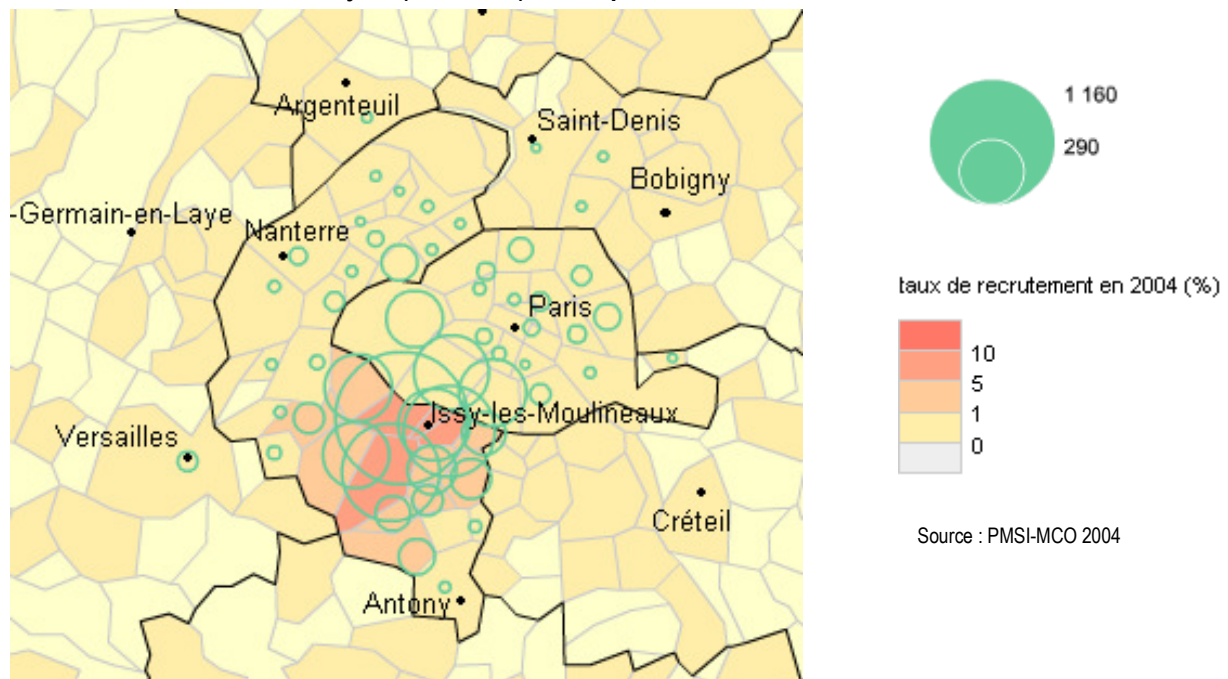 Argenteuil
Saint-Denis
Bobigny
-Germain-en-Laye
Nanterre
Paris
Issy-les-Moulineaux
Versailles
Créteil
Antony
1 160
290
taux de recrutement en 2004 (%)
10
5
1
0
Source : PMSI-MCO 2004